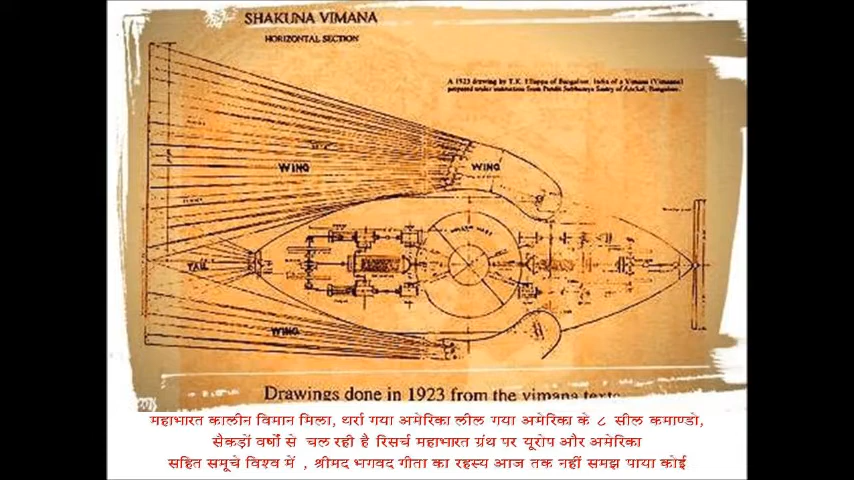 SHAKUNA VIMANA
HORIZONTAL SECTION
A 1923 drawing by T.K. Ellappa of Bangalore, India of a Vimana (Vimanas)
prepared under instruction from Pandit Subbaraya Sastry of Anekal, Bangalore.
WING
WING
TAIL
WING
Drawings done in 1923 from the vimana texts
महाभारत कालीन विमान मिला, थर्रा गया अमेरिका लील गया अमेरिका के ८ सील कमाण्डो,
सैकड़ों वर्षों से चल रही है रिसर्च महाभारत ग्रंथ पर यूरोप और अमेरिका
सहित समूचे विश्व में , श्रीमद भगवद गीता का रहस्य आज तक नहीं समझ पाया कोई